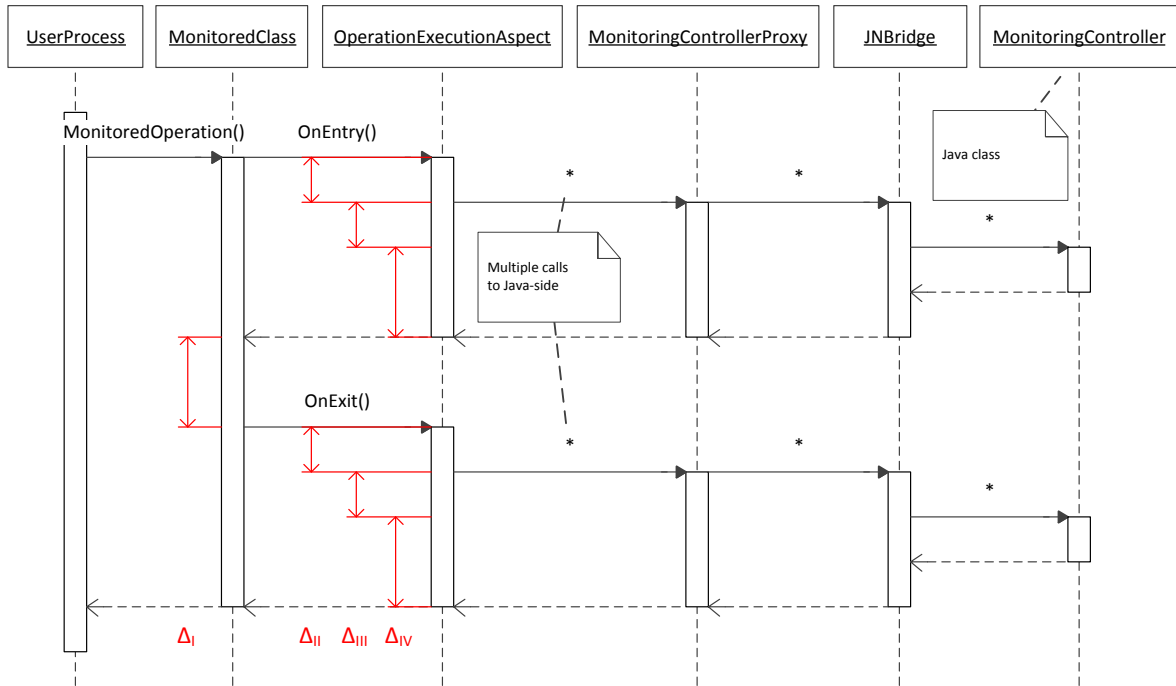 UserProcess
MonitoredClass
OperationExecutionAspect
MonitoringControllerProxy
JNBridge
MonitoringController
MonitoredOperation()
OnEntry()
Java class
*
*
*
Multiple calls
to Java-side
OnExit()
*
*
*
ΔI
ΔII
ΔIII
ΔIV